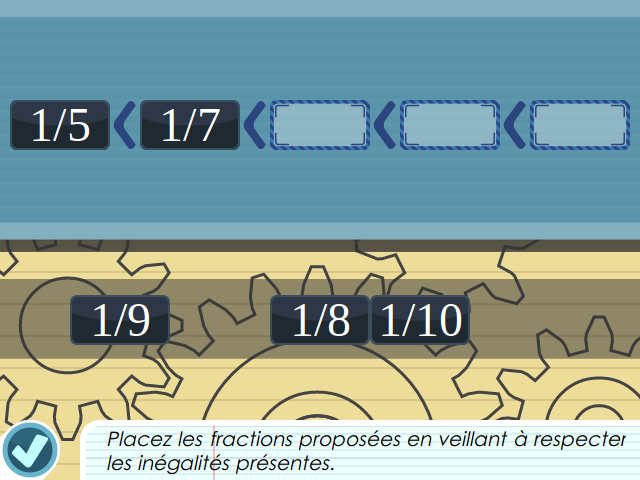 1/5 < 1/7 < < <
1/9 1/8 1/10
Placez les fractions proposées en veillant à respecter
les inégalités présentes.